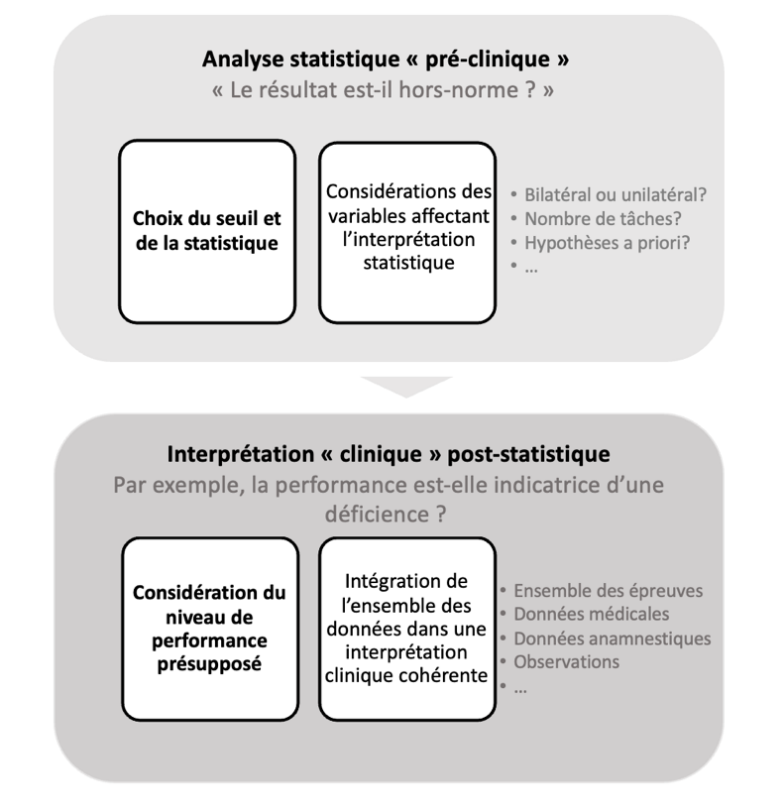 Analyse statistique « pré-clinique »
« Le résultat est-il hors-norme ? »
Choix du seuil et
de la statistique
Considérations des
variables affectant
l’interprétation
statistique
• Bilatéral ou unilatéral?
• Nombre de tâches?
• Hypothèses a priori?
• ...
Interprétation « clinique » post-statistique
Par exemple, la performance est-elle indicatrice d’une
déficience ?
Considération du
niveau de
performance
présupposé
Intégration de
l’ensemble des
données dans une
interprétation
clinique cohérente
• Ensemble des épreuves
• Données médicales
• Données anamnestiques
• Observations
• ...